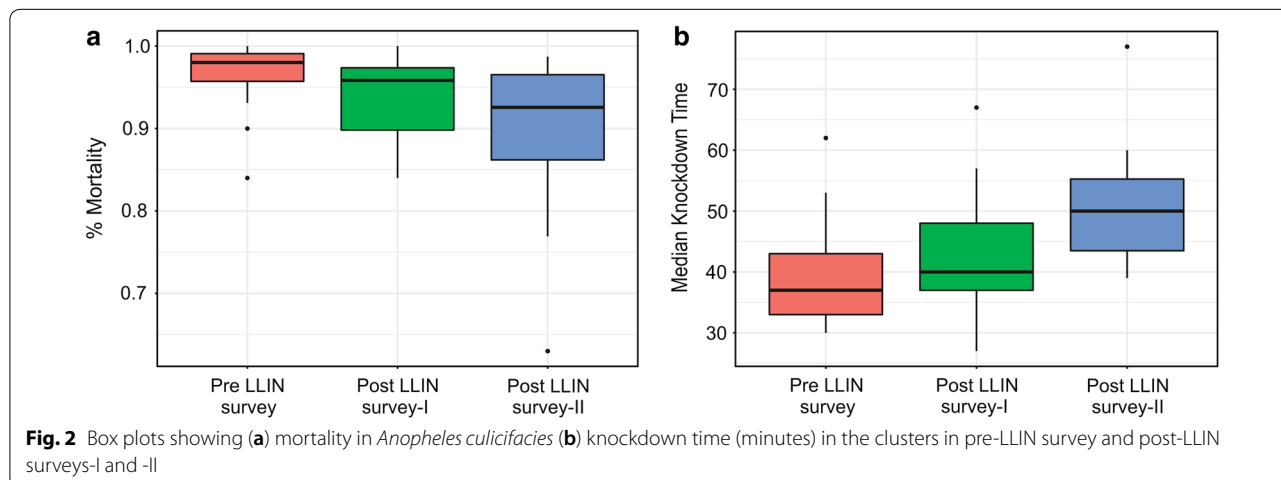 a
% Mortality
1.0
0.9
0.8
0.7
Pre LLIN
survey
Post LLIN
survey-I
Post LLIN
survey-II
b
Median Knockdown Time
70
60
50
40
30
Pre LLIN
survey
Post LLIN
survey-I
Post LLIN
survey-II
Fig. 2 Box plots showing (a) mortality in Anopheles culicifacies (b) knockdown time (minutes) in the clusters in pre-LLIN survey and post-LLIN
surveys-I and -II